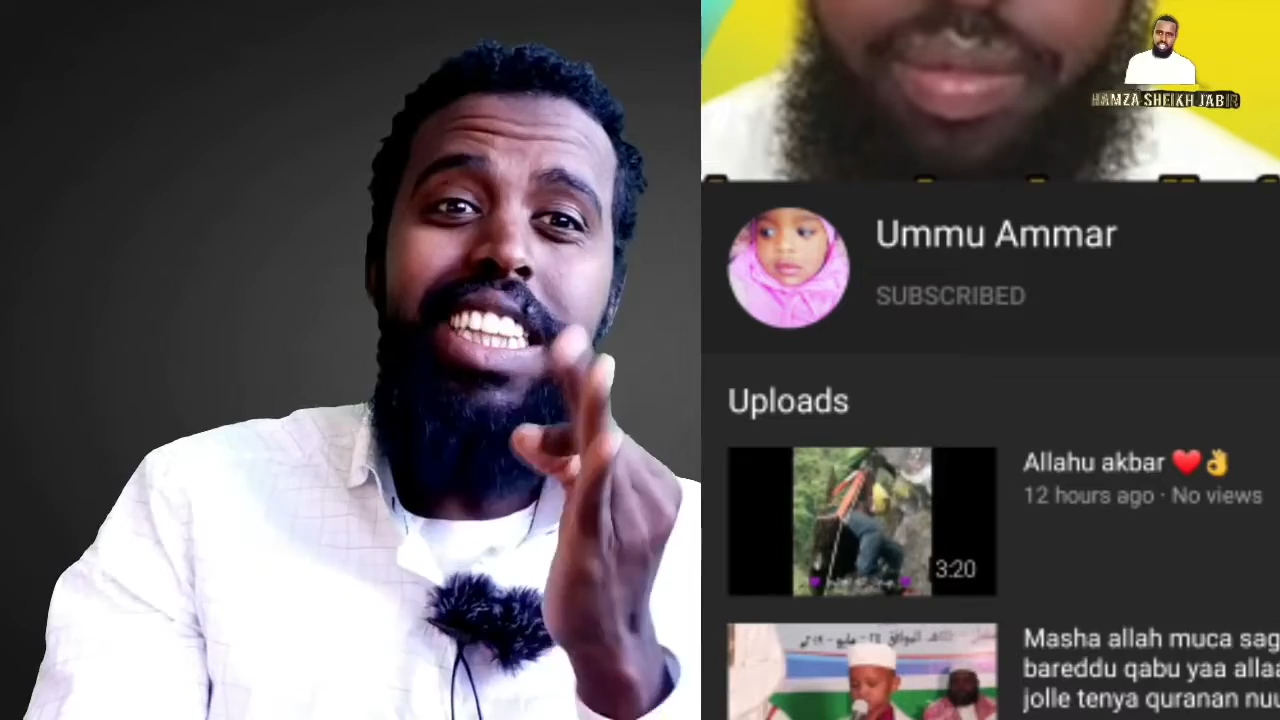 HAMZA SHEIKH JABIR
Ummu Ammar
SUBSCRIBED
Uploads
Allahu akbar ❤️👌
12 hours ago · No views
3:20
Masha allah muca sag
bareddu qabu yaa allaa
jolle tenya quranan nuu